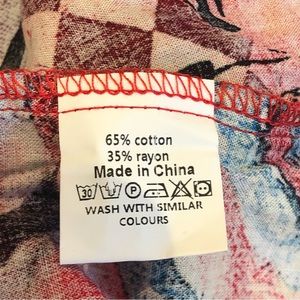 65% cotton
35% rayon
Made in China
30 P
WASH WITH SIMILAR
COLOURS